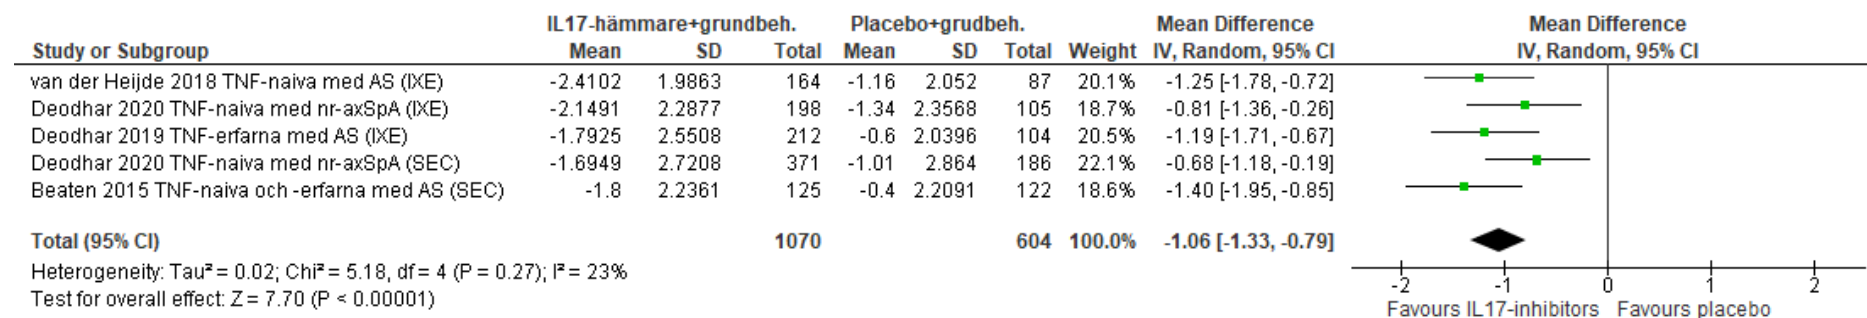 IL17-hämmare+grundbeh. Placebo+grudbeh. Mean Difference Mean Difference
Study or Subgroup Mean SD Total Mean SD Total Weight IV, Random, 95% CI IV, Random, 95% CI
van der Heijde 2018 TNF-naiva med AS (IXE) -2.4102 1.9863 164 -1.16 2.052 87 20.1% -1.25 [-1.78, -0.72]
Deodhar 2020 TNF-naiva med nr-axSpA (IXE) -2.1491 2.2877 198 -1.34 2.3568 105 18.7% -0.81 [-1.36, -0.26]
Deodhar 2019 TNF-erfarna med AS (IXE) -1.7925 2.5508 212 -0.6 2.0396 104 20.5% -1.19 [-1.71, -0.67]
Deodhar 2020 TNF-naiva med nr-axSpA (SEC) -1.6949 2.7208 371 -1.01 2.864 186 22.1% -0.68 [-1.18, -0.19]
Beaten 2015 TNF-naiva och -erfarna med AS (SEC) -1.8 2.2361 125 -0.4 2.2091 122 18.6% -1.40 [-1.95, -0.85]
Total (95% CI) 1070 604 100.0% -1.06 [-1.33, -0.79]
Heterogeneity: Tau² = 0.02; Chi² = 5.18, df = 4 (P = 0.27); I² = 23%
Test for overall effect: Z = 7.70 (P < 0.00001)
-2 -1 0 1 2
Favours IL17-inhibitors Favours placebo